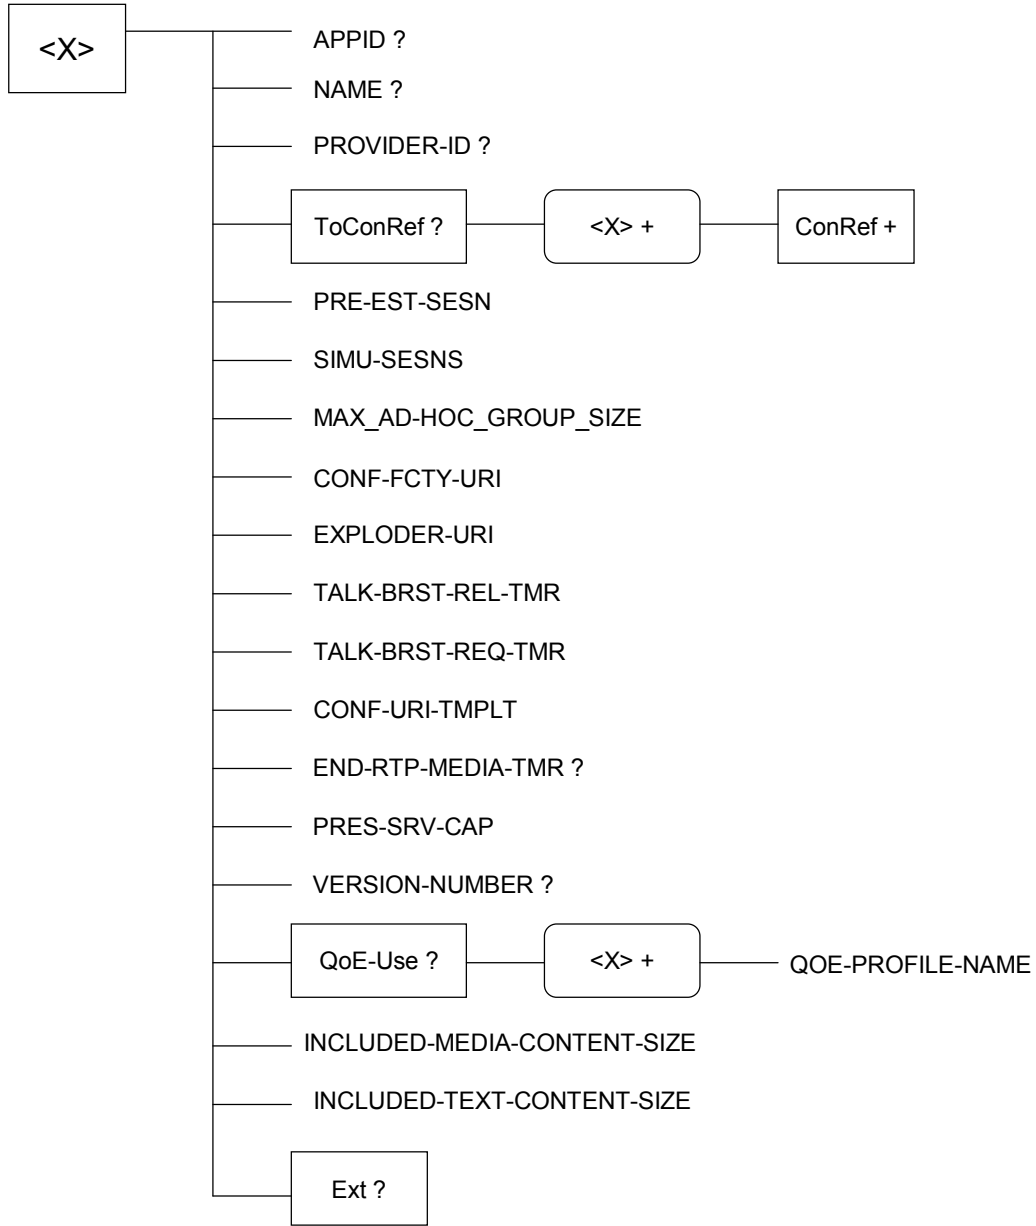 <X>
APPID ?
NAME ?
PROVIDER-ID ?
ToConRef ?
<X> +
ConRef +
PRE-EST-SESN
SIMU-SESNS
MAX_AD-HOC_GROUP_SIZE
CONF-FCTY-URI
EXPLODER-URI
TALK-BRST-REL-TMR
TALK-BRST-REQ-TMR
CONF-URI-TMPLT
END-RTP-MEDIA-TMR ?
PRES-SRV-CAP
VERSION-NUMBER ?
QoE-Use ?
<X> +
QOE-PROFILE-NAME
INCLUDED-MEDIA-CONTENT-SIZE
INCLUDED-TEXT-CONTENT-SIZE
Ext ?